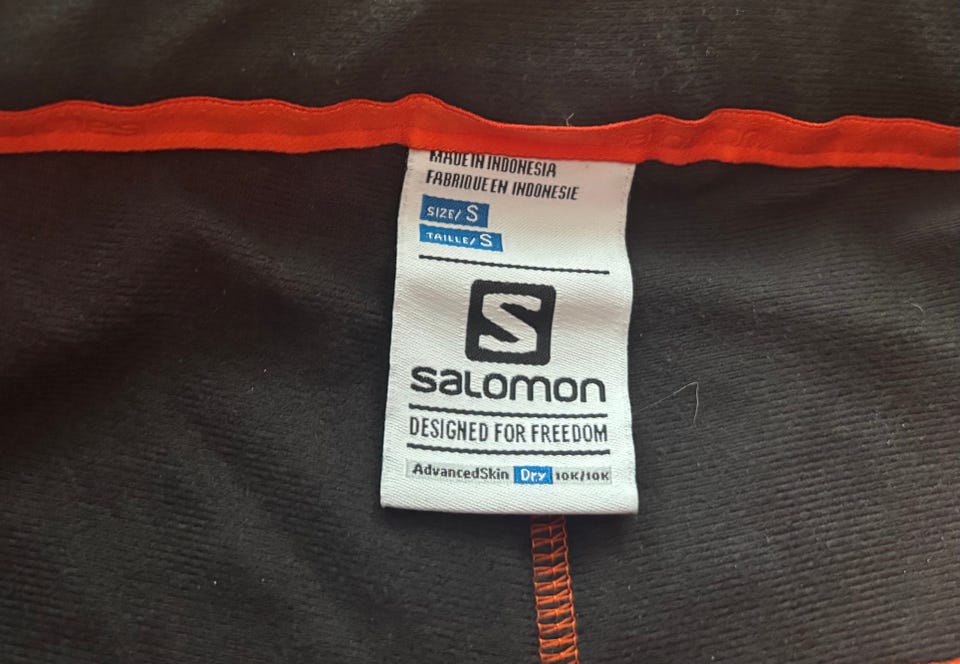 MADE IN INDONESIA
FABRIQUE EN INDONESIE
SIZE/ S
TAILLE/ S
S
SALOMON
DESIGNED FOR FREEDOM
AdvancedSkin Dry 10K/10K